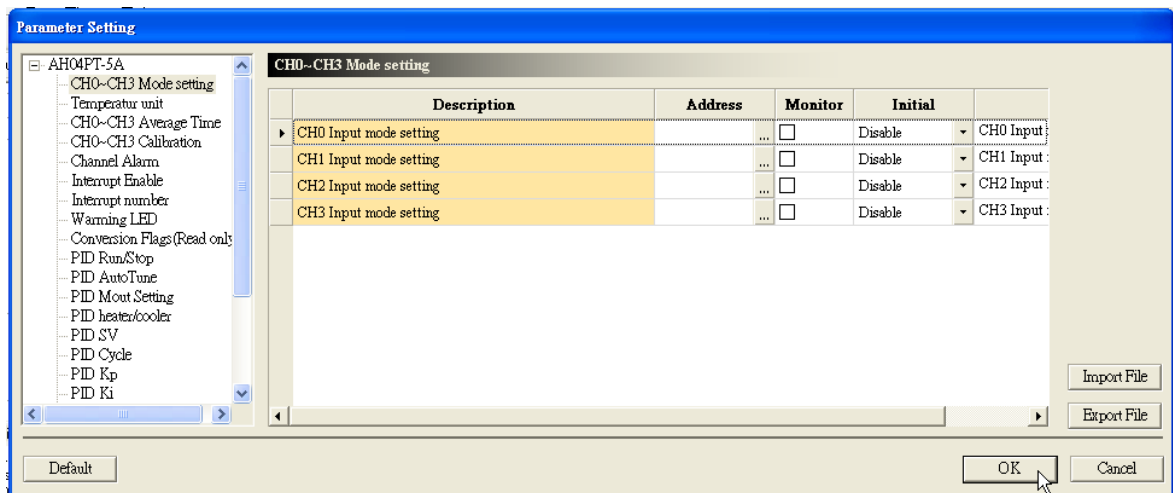 Parameter Setting
AH04PT-5A
CH0~CH3 Mode setting
Temperatur unit
CH0~CH3 Average Time
CH0~CH3 Calibration
Channel Alarm
Interrupt Enable
Interrupt number
Warning LED
Conversion Flags(Read only
PID Run/Stop
PID AutoTune
PID Mout Setting
PID heater/cooler
PID SV
PID Cycle
PID Kp
PID Ki
CH0~CH3 Mode setting
Description Address Monitor Initial
CH0 Input mode setting ... Disable CH0 Input
CH1 Input mode setting ... Disable CH1 Input :
CH2 Input mode setting ... Disable CH2 Input :
CH3 Input mode setting ... Disable CH3 Input :
Import File
Export File
Default
OK
Cancel